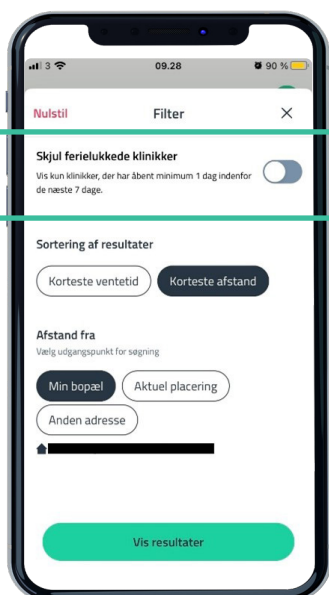 3
09.28
90 %
Nulstil
Filter
Skjul ferielukkede klinikker
Vis kun klinikker, der har åbent minimum 1 dag indenfor
de næste 7 dage.
Sortering af resultater
Korteste ventetid
Korteste afstand
Afstand fra
Vælg udgangspunkt for søgning
Min bopæl
Aktuel placering
Anden adresse
Vis resultater